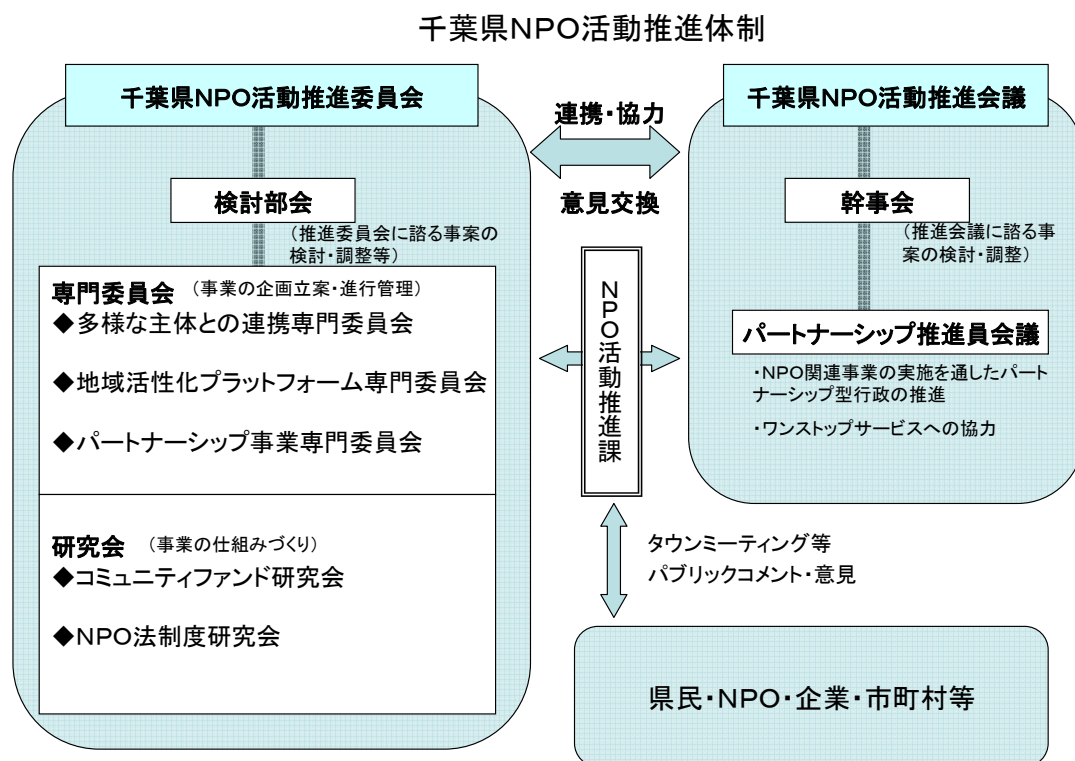 千葉県NPO活動推進体制
千葉県NPO活動推進委員会
検討部会
（推進委員会に諮る事案の
検討・調整等）
専門委員会　（事業の企画立案・進行管理）
◆多様な主体との連携専門委員会
◆地域活性化プラットフォーム専門委員会
◆パートナーシップ事業専門委員会
研究会　（事業の仕組みづくり）
◆コミュニティファンド研究会
◆NPO法制度研究会
連携・協力
意見交換
NPO活動推進課
千葉県NPO活動推進会議
幹事会
（推進会議に諮る事
案の検討・調整）
パートナーシップ推進員会議
・NPO関連事業の実施を通したパート
ナーシップ型行政の推進
・ワンストップサービスへの協力
タウンミーティング等
パブリックコメント・意見
県民・NPO・企業・市町村等